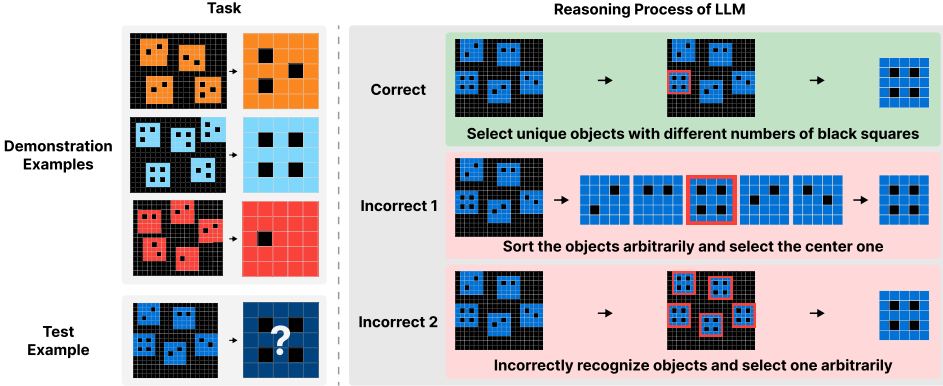 Task
Reasoning Process of LLM
Demonstration
Examples
Test
Example
?
Correct
Select unique objects with different numbers of black squares
Incorrect 1
Sort the objects arbitrarily and select the center one
Incorrect 2
Incorrectly recognize objects and select one arbitrarily